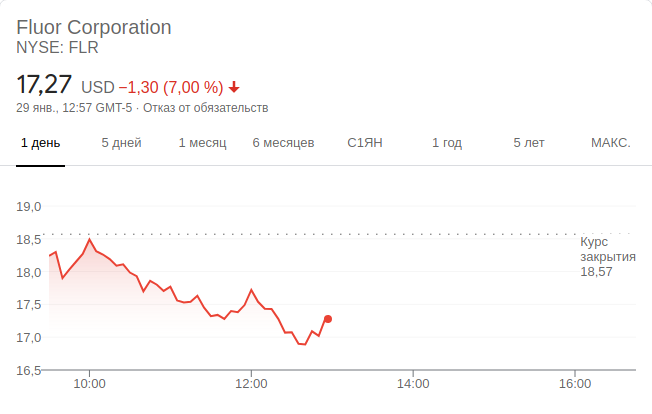 Fluor Corporation
NYSE: FLR
17,27 USD −1,30 (7,00 %)
29 янв., 12:57 GMT-5 · Отказ от обязательств
1 день 5 дней 1 месяц 6 месяцев С1ЯН 1 год 5 лет МАКС.
19,0
18,5
Курс
закрытия
18,57
18,0
17,5
17,0
16,5
10:00 12:00 14:00 16:00